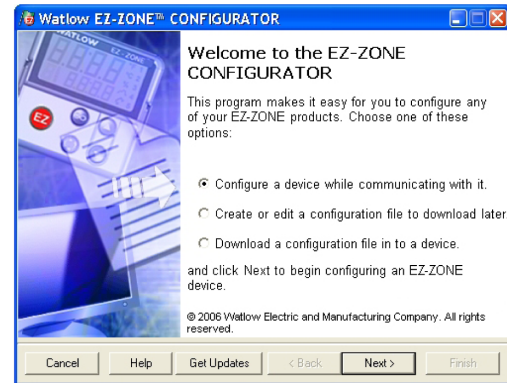 Watlow EZ-ZONE™ CONFIGURATOR
WATLOW
EZ-ZONE
EZ
Welcome to the EZ-ZONE
CONFIGURATOR
This program makes it easy for you to configure any
of your EZ-ZONE products. Choose one of these
options:
Configure a device while communicating with it.
Create or edit a configuration file to download later
Download a configuration file in to a device.
and click Next to begin configuring an EZ-ZONE
device.
© 2006 Watlow Electric and Manufacturing Company. All rights
reserved.
Cancel Help Get Updates < Back Next > Finish